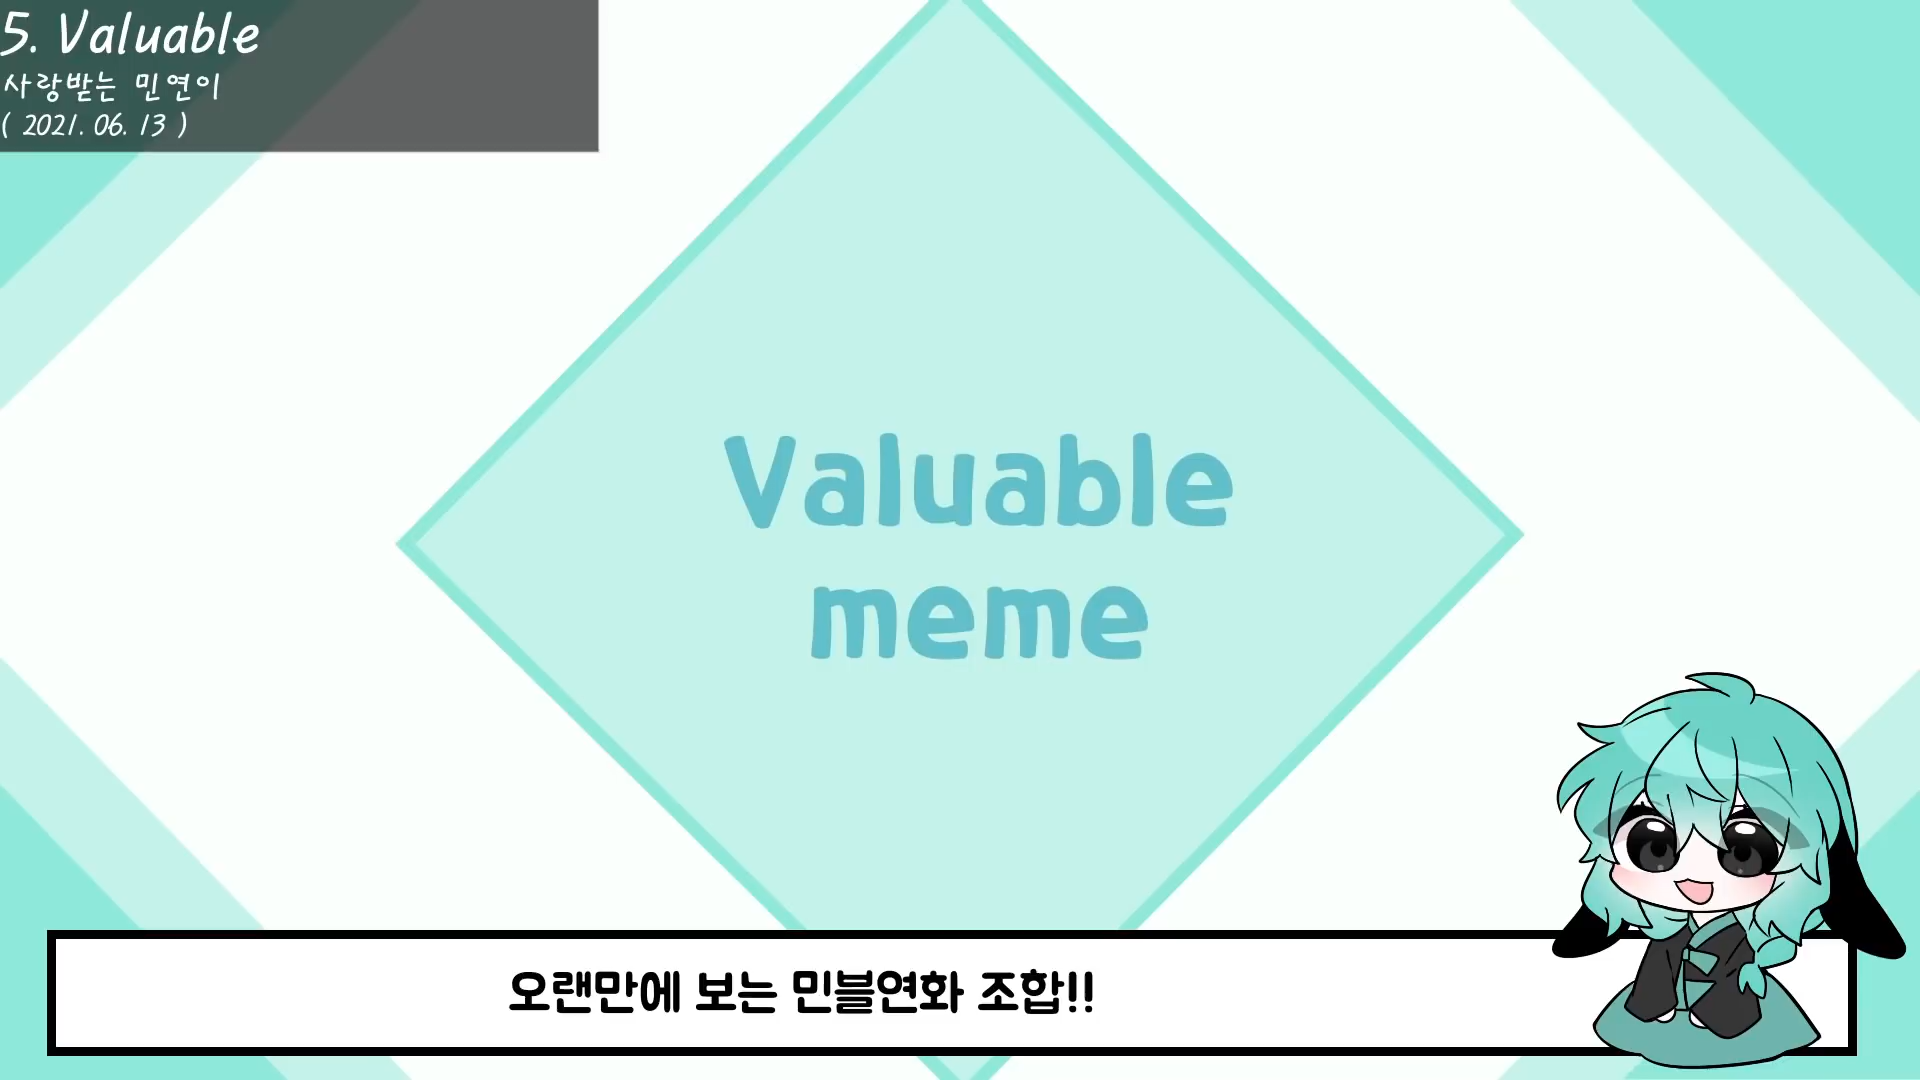 5. Valuable
사랑받는 민연이
( 2021. 06. 13 )
Valuable
meme
오랜만에 보는 민블연화 조합!!